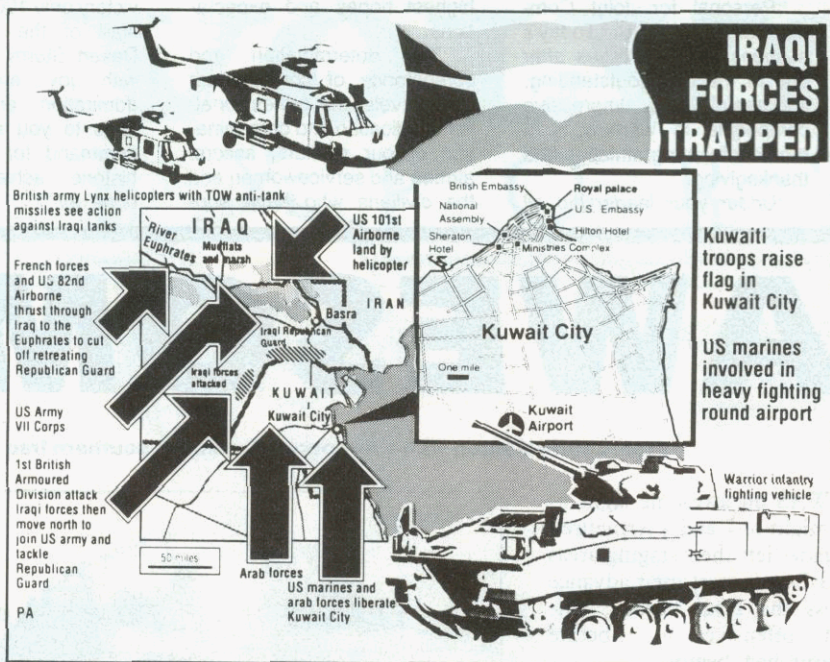 IRAQI
FORCES
TRAPPED
British army Lynx helicopters with TOW anti-tank
missiles see action
against Iraqi tanks
River
Euphrates
IRAQ
Mudflats
and marsh
US 101st
Airborne
land by
helicopter
IRAN
Basra
Iraqi Republican
Guard
Iraqi forces
attacked
KUWAIT
Kuwait City
French forces
and US 82nd
Airborne
thrust through
Iraq to the
Euphrates to cut
off retreating
Republican Guard
US Army
VII Corps
1st British
Armoured
Division attack
Iraqi forces then
move north to
join US army and
tackle
Republican
Guard
PA
50 miles
Arab forces
US marines and
arab forces liberate
Kuwait City
British Embassy
National
Assembly
Sheraton
Hotel
Royal palace
U.S. Embassy
Hilton Hotel
Ministries Complex
Kuwait City
One mile
Kuwait
Airport
Kuwaiti
troops raise
flag in
Kuwait City
US marines
involved in
heavy fighting
round airport
Warrior infantry
fighting vehicle